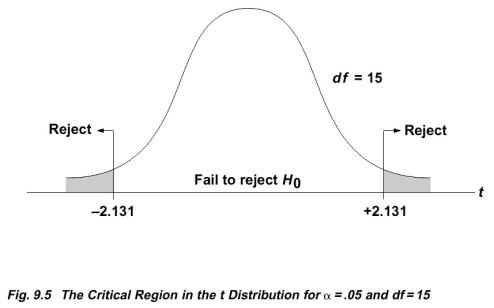 df = 15
Reject
Reject
Fail to reject H0
t
–2.131
+2.131
Fig. 9.5 The Critical Region in the t Distribution for α = .05 and df = 15